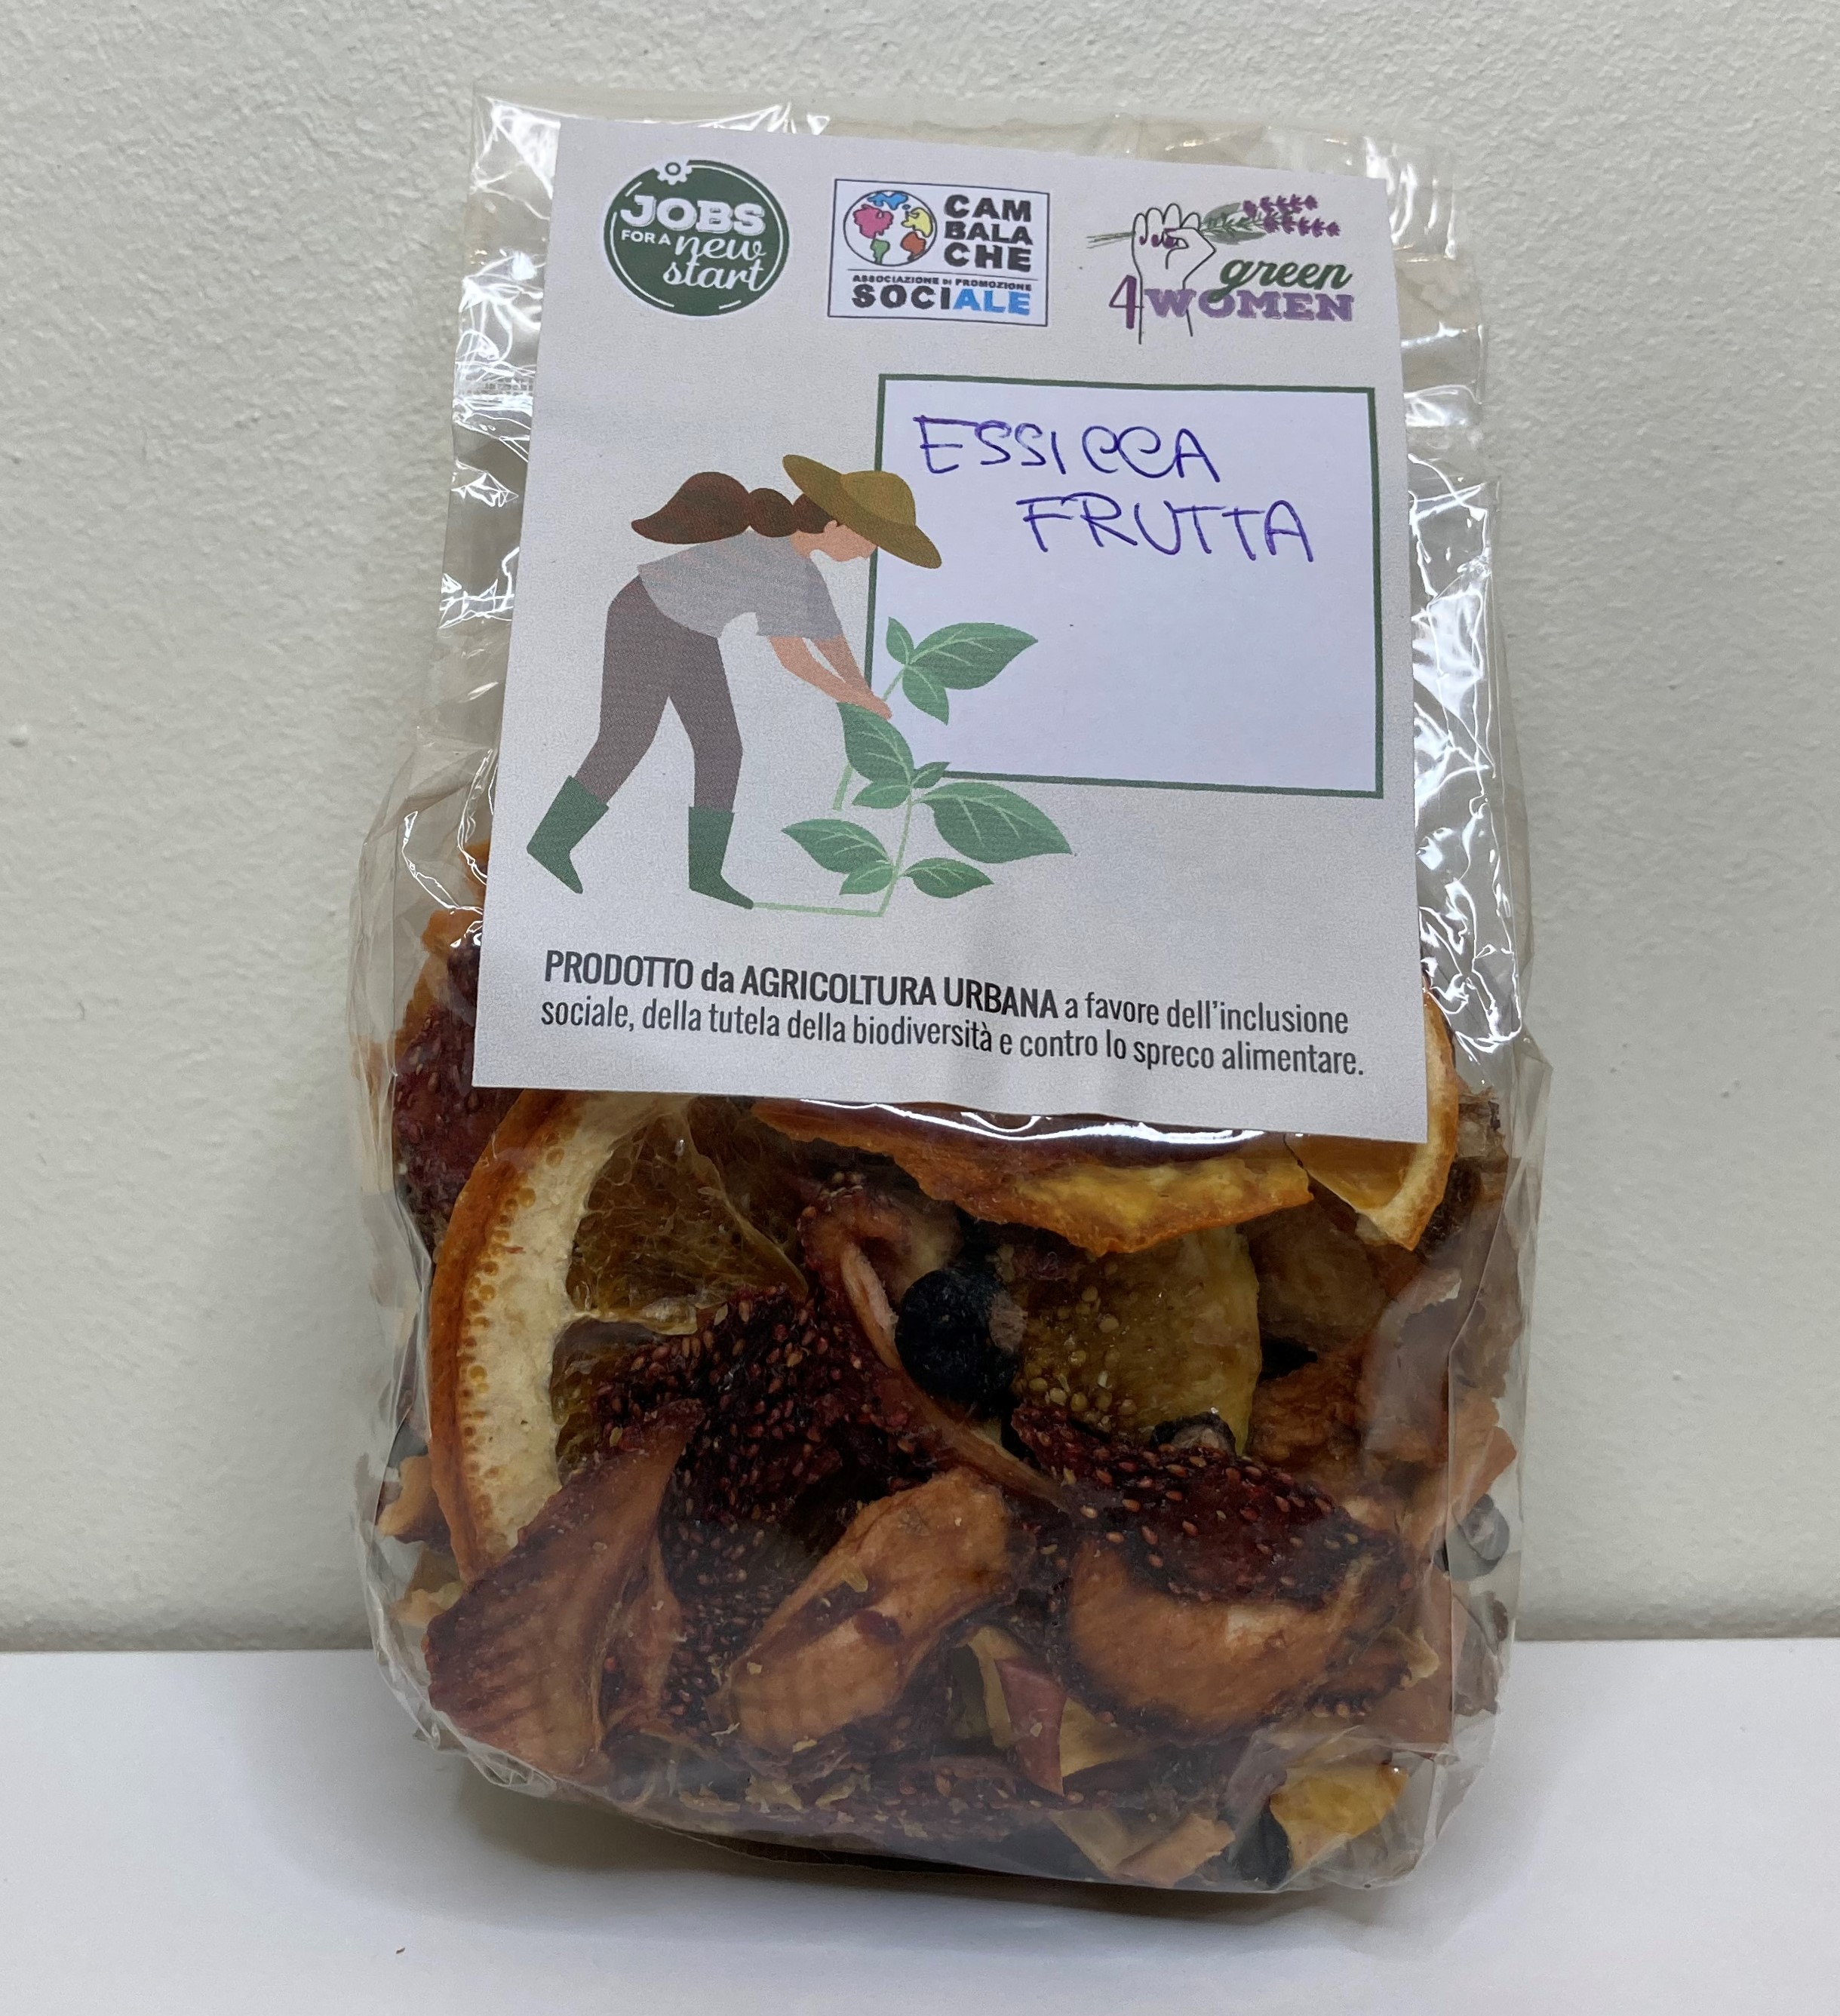 JOBS
FOR A new
start
CAM
BALA
CHE
ASSOCIAZIONE DI PROMOZIONE
SOCIALE
green
4WOMEN
ESSICCA
FRUTTA
PRODOTTO da AGRICOLTURA URBANA a favore dell'inclusione
sociale, della tutela della biodiversità e contro lo spreco alimentare.